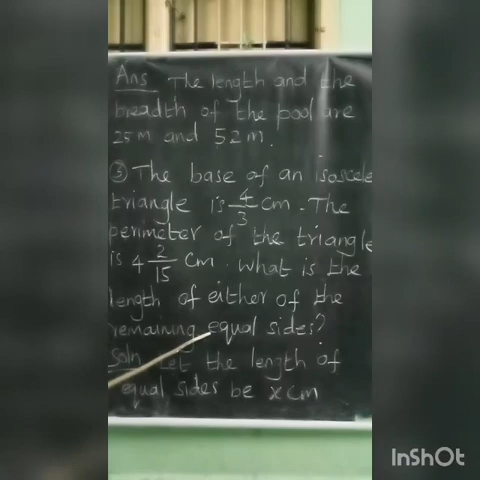 Ans The length and the
breadth of the pool are
25m and 52m.
③ The base of an isoscele
triangle is 4/3 cm. The
perimeter of the triangle
is 4 2/15 cm. What is the
length of either of the
remaining equal sides?
Soln Let the length of
equal sides be x cm
InShOt